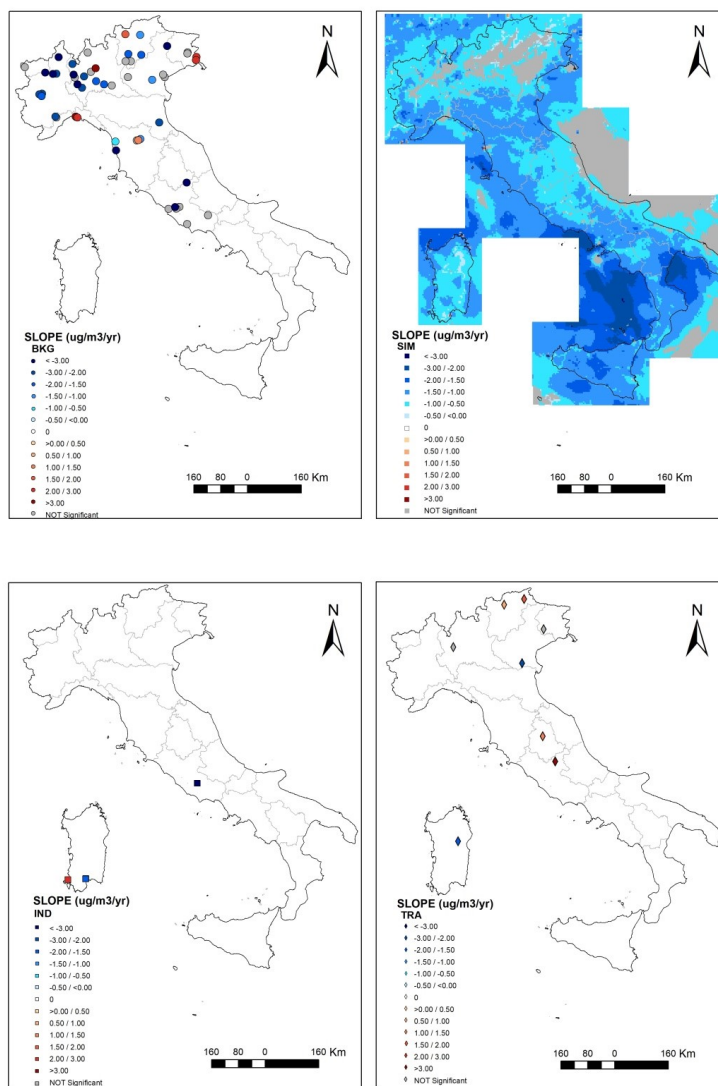 N
SLOPE (ug/m3/yr)
BKG
< -3.00
-3.00 / -2.00
-2.00 / -1.50
-1.50 / -1.00
-1.00 / -0.50
-0.50 / <0.00
0
>0.00 / 0.50
0.50 / 1.00
1.00 / 1.50
1.50 / 2.00
2.00 / 3.00
>3.00
NOT Significant
160 80 0 160 Km
N
SLOPE (ug/m3/yr)
SIM
< -3.00
-3.00 / -2.00
-2.00 / -1.50
-1.50 / -1.00
-1.00 / -0.50
-0.50 / <0.00
0
>0.00 / 0.50
0.50 / 1.00
1.00 / 1.50
1.50 / 2.00
2.00 / 3.00
>3.00
NOT Significant
160 80 0 160 Km
N
SLOPE (ug/m3/yr)
IND
< -3.00
-3.00 / -2.00
-2.00 / -1.50
-1.50 / -1.00
-1.00 / -0.50
-0.50 / <0.00
0
>0.00 / 0.50
0.50 / 1.00
1.00 / 1.50
1.50 / 2.00
2.00 / 3.00
>3.00
NOT Significant
160 80 0 160 Km
N
SLOPE (ug/m3/yr)
TRA
< -3.00
-3.00 / -2.00
-2.00 / -1.50
-1.50 / -1.00
-1.00 / -0.50
-0.50 / <0.00
0
>0.00 / 0.50
0.50 / 1.00
1.00 / 1.50
1.50 / 2.00
2.00 / 3.00
>3.00
NOT Significant
160 80 0 160 Km